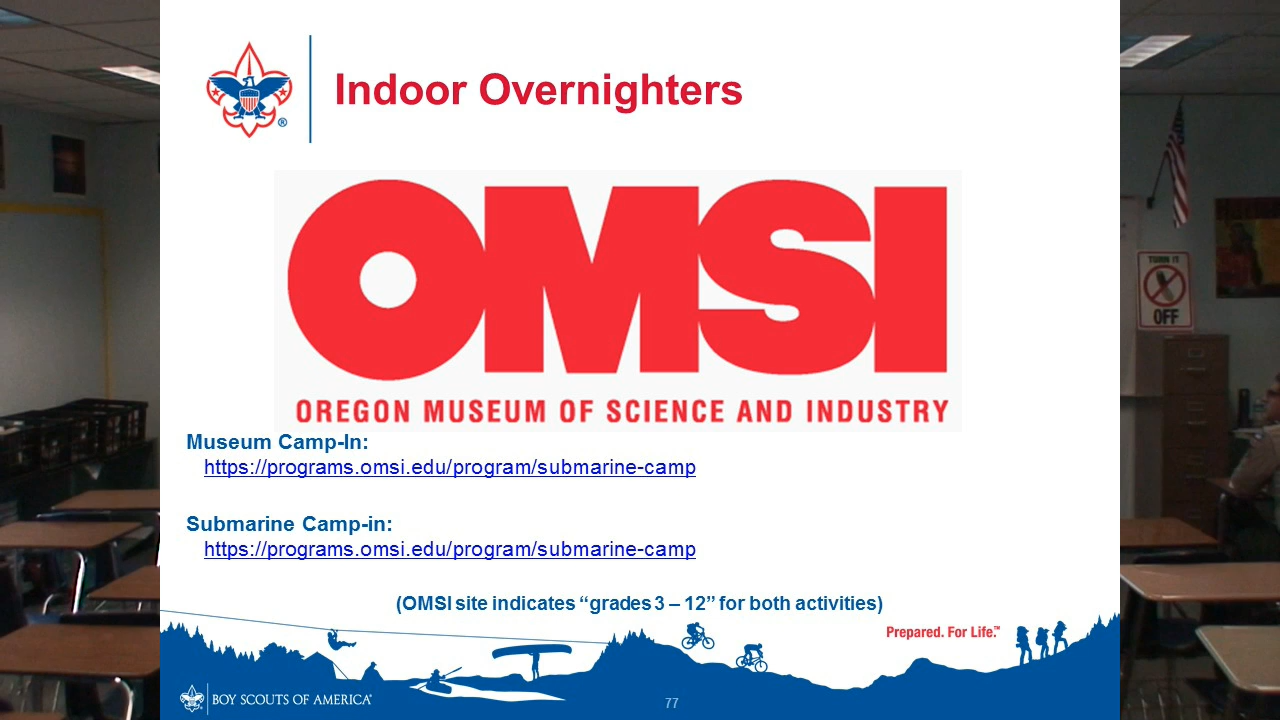 Indoor Overnighters
OMSI
OREGON MUSEUM OF SCIENCE AND INDUSTRY
Museum Camp-In:
https://programs.omsi.edu/program/submarine-camp
Submarine Camp-in:
https://programs.omsi.edu/program/submarine-camp
(OMSI site indicates “grades 3 – 12” for both activities)
Prepared. For Life.™
BOY SCOUTS OF AMERICA®
77
TURN IT
OFF